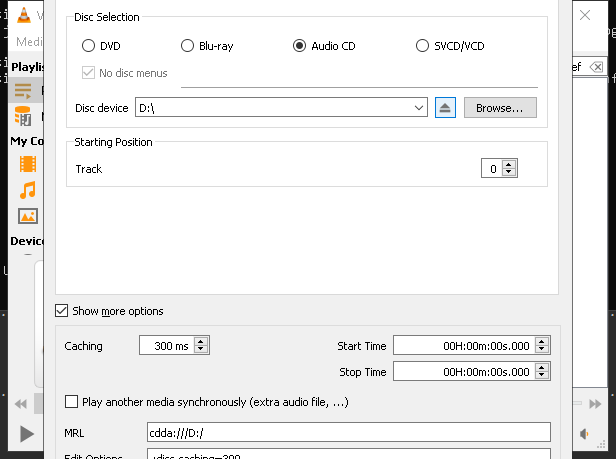 Disc Selection
DVD
Blu-ray
Audio CD
SVCD/VCD
No disc menus
Disc device
D:\
Browse...
Starting Position
Track
0
Show more options
Caching
300 ms
Start Time
00H:00m:00s.000
Stop Time
00H:00m:00s.000
Play another media synchronously (extra audio file, ...)
MRL
cdda:///D:/
Edit Options
:disc-caching=300
Medi
Playlis
My Co
Device
ef